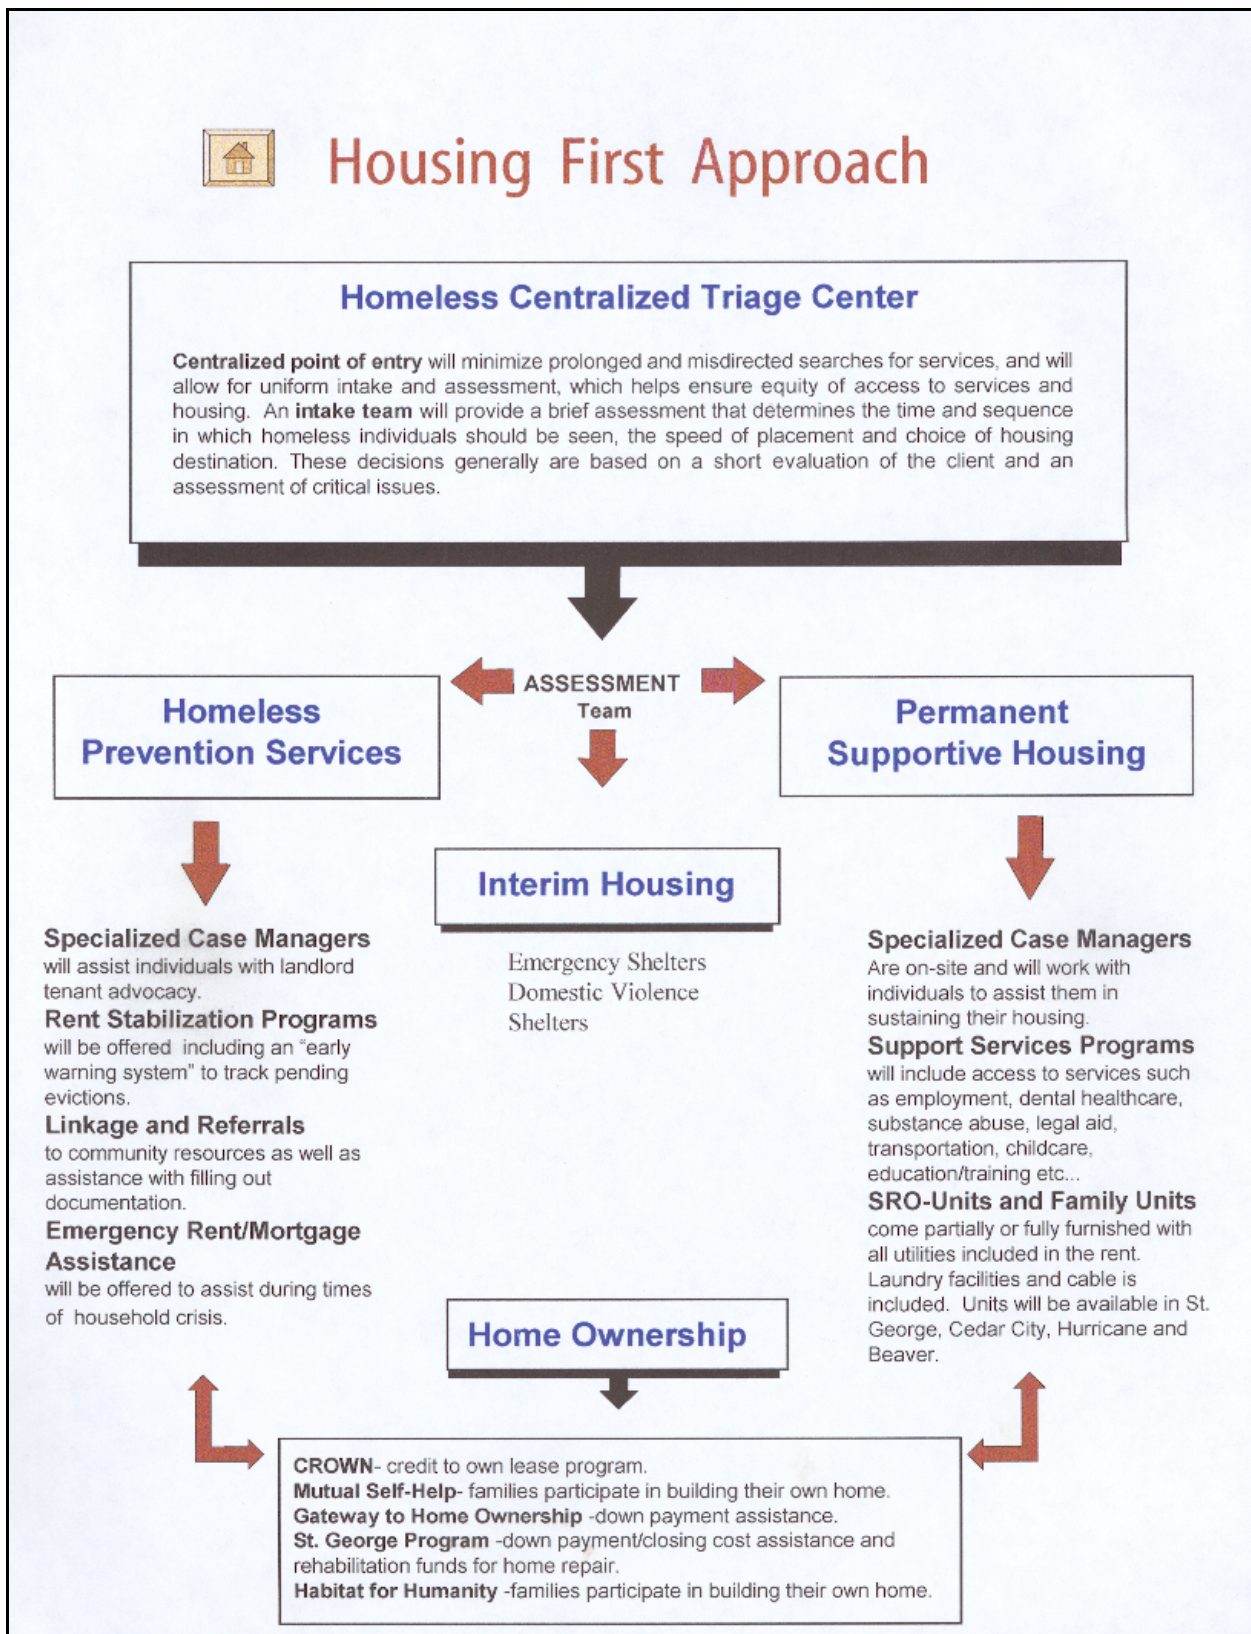 Housing First Approach
Homeless Centralized Triage Center
Centralized point of entry will minimize prolonged and misdirected searches for services, and will
allow for uniform intake and assessment, which helps ensure equity of access to services and
housing. An intake team will provide a brief assessment that determines the time and sequence
in which homeless individuals should be seen, the speed of placement and choice of housing
destination. These decisions generally are based on a short evaluation of the client and an
assessment of critical issues.
ASSESSMENT
Team
Homeless
Prevention Services
Specialized Case Managers
will assist individuals with landlord
tenant advocacy.
Rent Stabilization Programs
will be offered including an "early
warning system" to track pending
evictions.
Linkage and Referrals
to community resources as well as
assistance with filling out
documentation.
Emergency Rent/Mortgage
Assistance
will be offered to assist during times
of household crisis.
Interim Housing
Emergency Shelters
Domestic Violence
Shelters
Permanent
Supportive Housing
Specialized Case Managers
Are on-site and will work with
individuals to assist them in
sustaining their housing.
Support Services Programs
will include access to services such
as employment, dental healthcare,
substance abuse, legal aid,
transportation, childcare,
education/training etc...
SRO-Units and Family Units
come partially or fully furnished with
all utilities included in the rent.
Laundry facilities and cable is
included. Units will be available in St.
George, Cedar City, Hurricane and
Beaver.
Home Ownership
CROWN- credit to own lease program.
Mutual Self-Help- families participate in building their own home.
Gateway to Home Ownership -down payment assistance.
St. George Program -down payment/closing cost assistance and
rehabilitation funds for home repair.
Habitat for Humanity -families participate in building their own home.